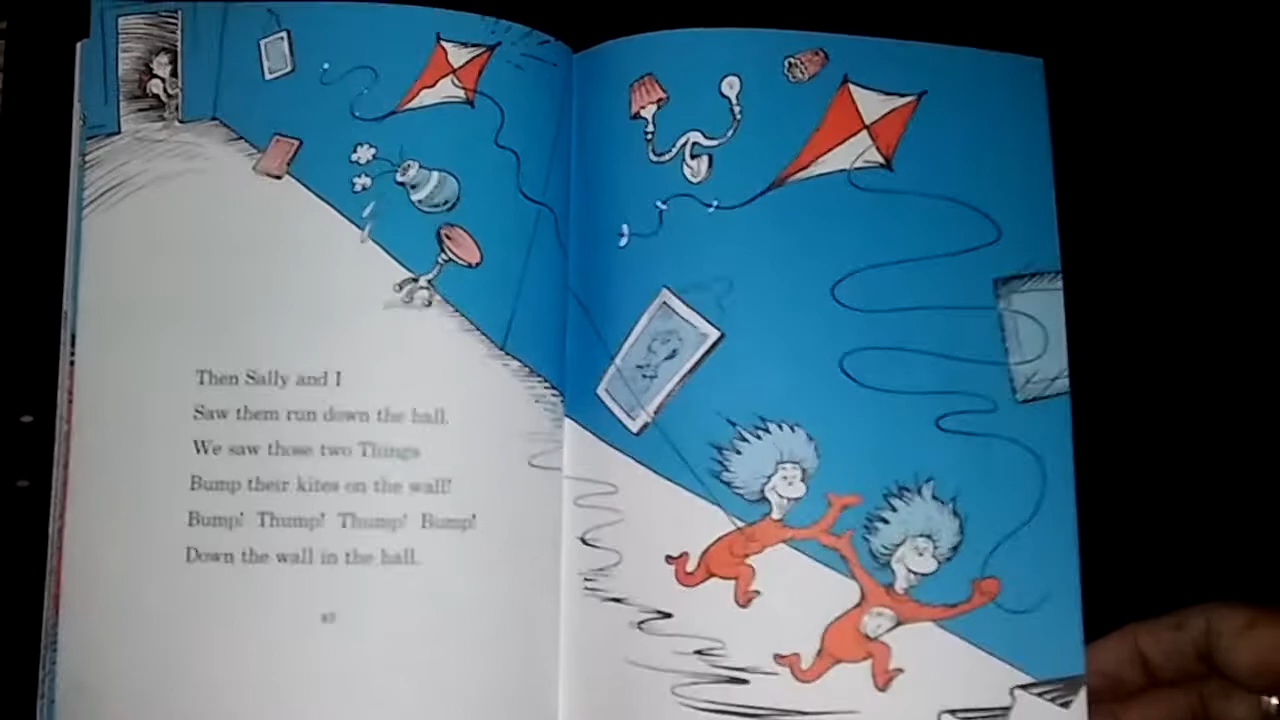 Then Sally and I
Saw them run down the hall.
We saw those two Things
Bump their kites on the wall!
Bump! Thump! Thump! Bump!
Down the wall in the hall.